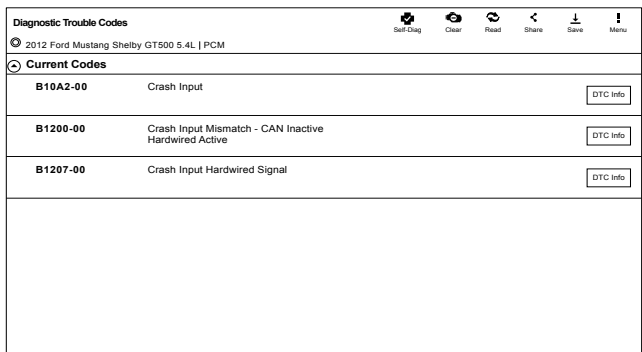 Diagnostic Trouble Codes
Self-Diag Clear Read Share Save Menu
2012 Ford Mustang Shelby GT500 5.4L | PCM
Current Codes
B10A2-00 Crash Input DTC Info
B1200-00 Crash Input Mismatch - CAN Inactive
Hardwired Active DTC Info
B1207-00 Crash Input Hardwired Signal DTC Info